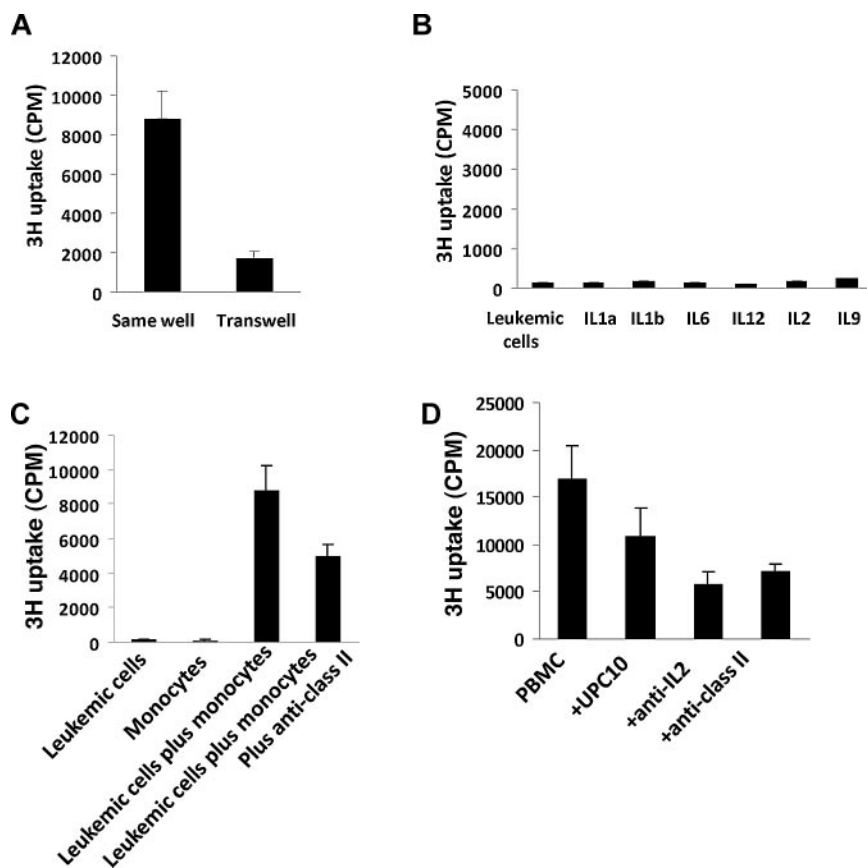 A
3H uptake (CPM)
12000
10000
8000
6000
4000
2000
0
Same well
Transwell
B
3H uptake (CPM)
5000
4000
3000
2000
1000
0
Leukemic
cells
IL1a
IL1b
IL6
IL12
IL2
IL9
C
3H uptake (CPM)
12000
10000
8000
6000
4000
2000
0
Leukemic cells
Monocytes
Leukemic cells plus monocytes
Leukemic cells plus monocytes
Plus anti-class II
D
3H uptake (CPM)
25000
20000
15000
10000
5000
0
PBMC
+UPC10
+anti-IL2
+anti-class II